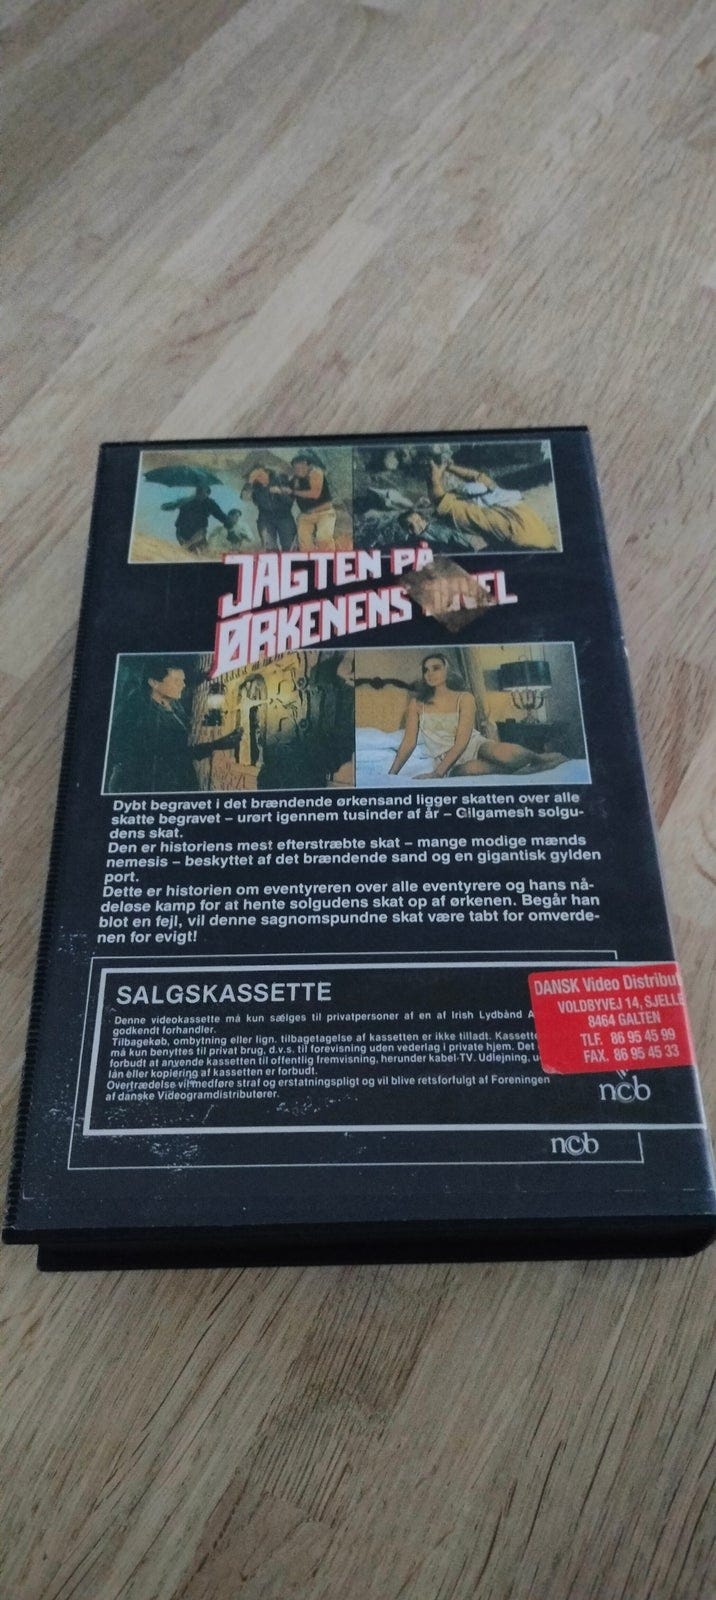 JAGTEN PÅ
ØRKENENS
Dybt begravet i det brændende ørkensand ligger skatten over alle
skatte begravet – urørt igennem tusinder af år – Gilgamesh solgu-
dens skat.
Den er historiens mest efterstræbte skat – mange modige mænds
nemesis – beskyttet af det brændende sand og en gigantisk gylden
port.
Dette er historien om eventyreren over alle eventyrere og hans nå-
deløse kamp for at hente solgudens skat op af ørkenen. Begår han
blot en fejl, vil denne sagnomspundne skat være tabt for omverde-
nen for evigt!
SALGSKASSETTE
Denne videokassette må kun sælges til privatpersoner af en af Irish Lydbånd A
godkendt forhandler.
Tilbagekøb, ombytning eller lign. tilbagetagelse af kassetten er ikke tilladt. Kassette
må kun benyttes til privat brug, d.v.s. til forevisning uden vederlag i private hjem. Det
forbudt at anvende kassetten til offentlig fremvisning, herunder kabel-TV. Udlejning, u
lån eller kopiering af kassetten er forbudt.
Overtrædelse vil medføre straf og erstatningspligt og vil blive retsforfulgt af Foreningen
af danske Videogramdistributører.
DANSK Video Distribut
VOLDBYVEJ 14, SJELLE
8464 GALTEN
TLF. 86 95 45 99
FAX. 86 95 45 33
ncb
ncb